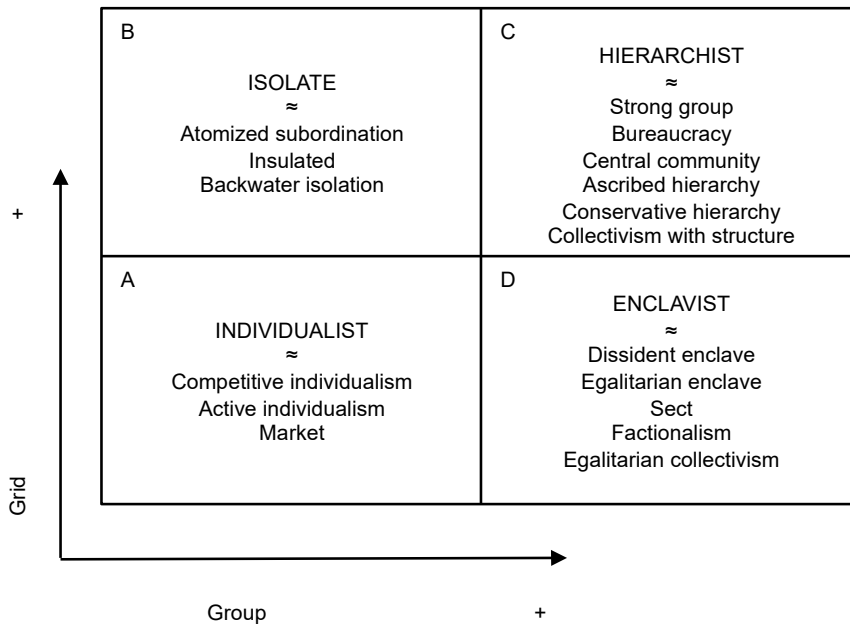 B
ISOLATE
≈
Atomized subordination
Insulated
Backwater isolation
C
HIERARCHIST
≈
Strong group
Bureaucracy
Central community
Ascribed hierarchy
Conservative hierarchy
Collectivism with structure
A
INDIVIDUALIST
≈
Competitive individualism
Active individualism
Market
D
ENCLAVIST
≈
Dissident enclave
Egalitarian enclave
Sect
Factionalism
Egalitarian collectivism
+
Grid
Group
+